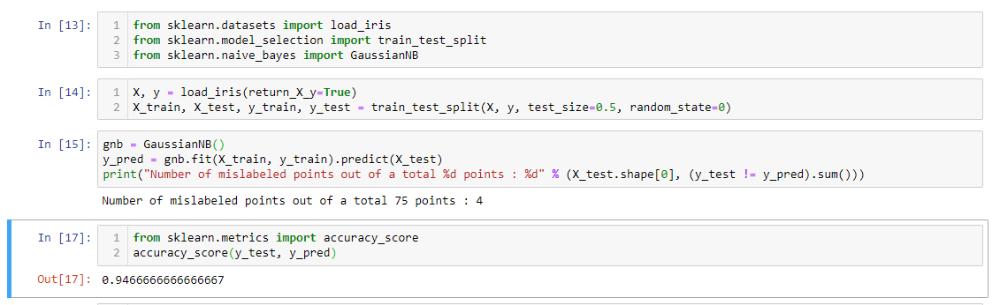 In [13]:
1 from sklearn.datasets import load_iris
2 from sklearn.model_selection import train_test_split
3 from sklearn.naive_bayes import GaussianNB
In [14]:
1 X, y = load_iris(return_X_y=True)
2 X_train, X_test, y_train, y_test = train_test_split(X, y, test_size=0.5, random_state=0)
In [15]:
gnb = GaussianNB()
y_pred = gnb.fit(X_train, y_train).predict(X_test)
print("Number of mislabeled points out of a total %d points : %d" % (X_test.shape[0], (y_test != y_pred).sum()))
Number of mislabeled points out of a total 75 points : 4
In [17]:
1 from sklearn.metrics import accuracy_score
2 accuracy_score(y_test, y_pred)
Out[17]: 0.9466666666666667